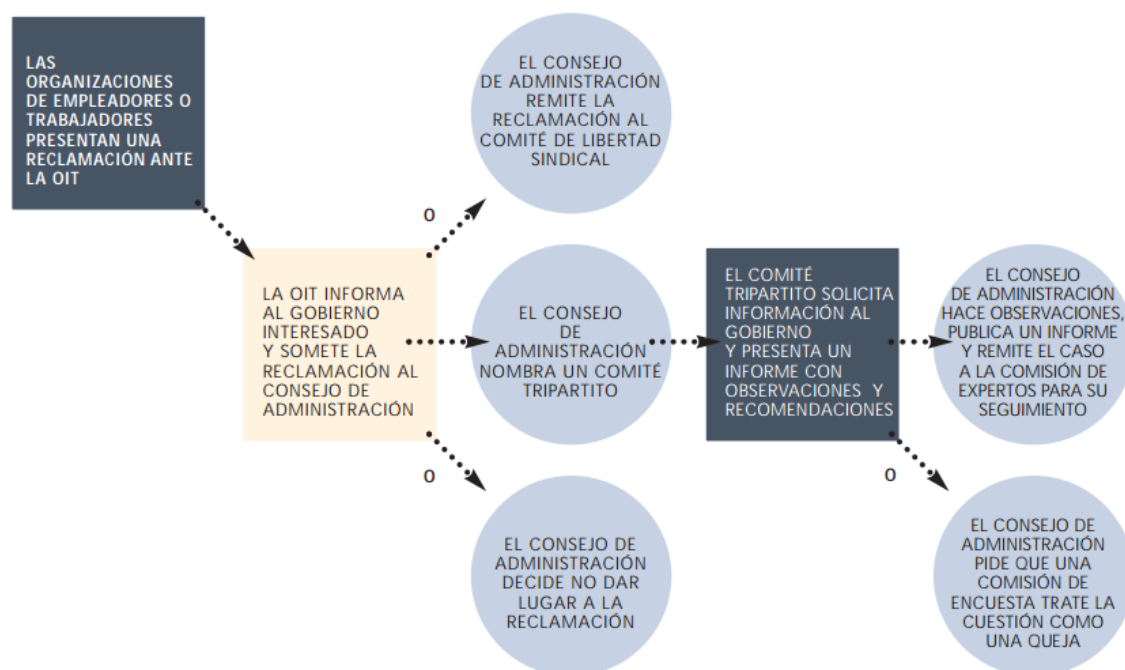 LAS
ORGANIZACIONES
DE EMPLEADORES O
TRABAJADORES
PRESENTAN UNA
RECLAMACIÓN ANTE
LA OIT
O
EL CONSEJO
DE ADMINISTRACIÓN
REMITE LA
RECLAMACIÓN AL
COMITÉ DE LIBERTAD
SINDICAL
LA OIT INFORMA
AL GOBIERNO
INTERESADO
Y SOMETE LA
RECLAMACIÓN AL
CONSEJO DE
ADMINISTRACIÓN
EL CONSEJO
DE
ADMINISTRACIÓN
NOMBRA UN COMITÉ
TRIPARTITO
EL COMITÉ
TRIPARTITO SOLICITA
INFORMACIÓN AL
GOBIERNO
Y PRESENTA UN
INFORME CON
OBSERVACIONES Y
RECOMENDACIONES
EL CONSEJO
DE ADMINISTRACIÓN
HACE OBSERVACIONES,
PUBLICA UN INFORME
Y REMITE EL CASO
A LA COMISIÓN DE
EXPERTOS PARA SU
SEGUIMIENTO
O
EL CONSEJO DE
ADMINISTRACIÓN
DECIDE NO DAR
LUGAR A LA
RECLAMACIÓN
O
EL CONSEJO DE
ADMINISTRACIÓN
PIDE QUE UNA
COMISIÓN DE
ENCUESTA TRATE LA
CUESTIÓN COMO
UNA QUEJA